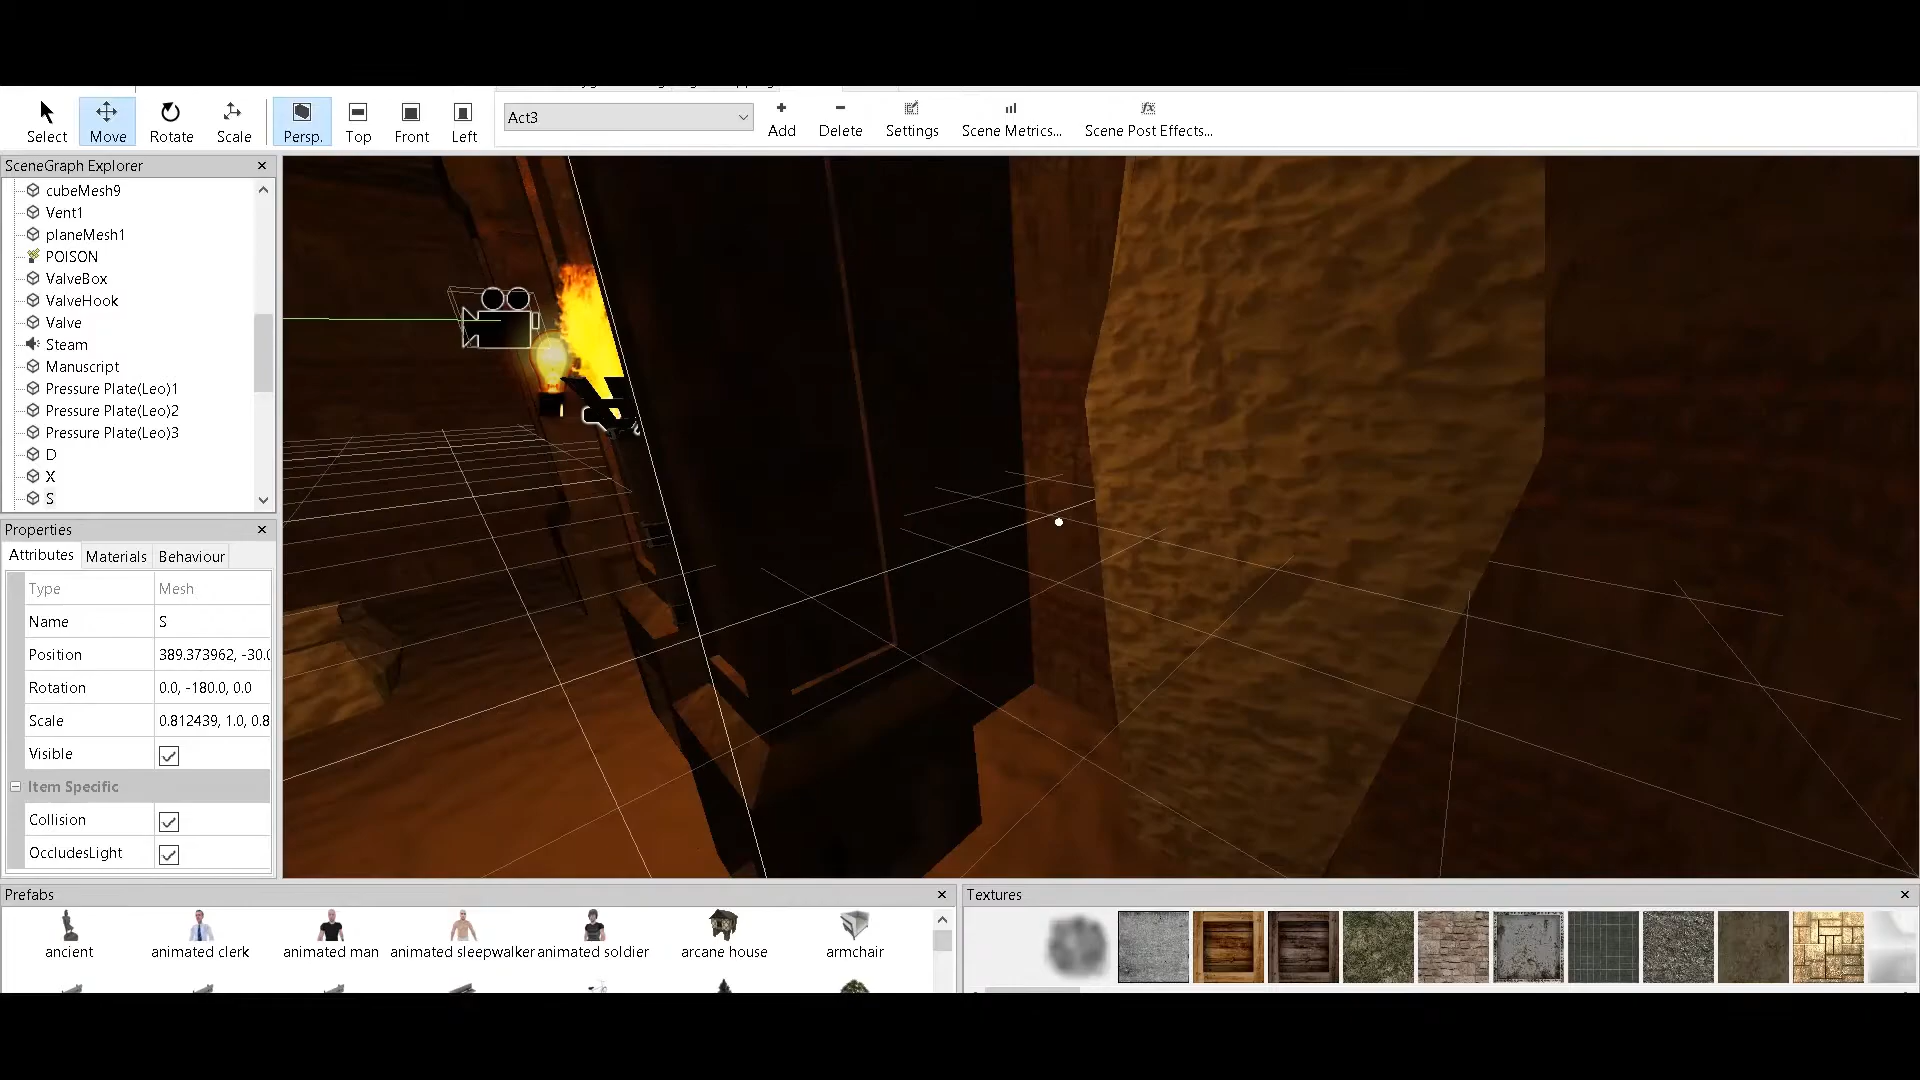 Select Move Rotate Scale Persp. Top Front Left Act3 Add Delete Settings Scene Metrics... Scene Post Effects...
SceneGraph Explorer
cubeMesh9
Vent1
planeMesh1
POISON
ValveBox
ValveHook
Valve
Steam
Manuscript
Pressure Plate(Leo)1
Pressure Plate(Leo)2
Pressure Plate(Leo)3
D
X
S
Properties
Attributes Materials Behaviour
Type Mesh
Name S
Position 389.373962, -30.0
Rotation 0.0, -180.0, 0.0
Scale 0.812439, 1.0, 0.8
Visible
Item Specific
Collision
OccludesLight
Prefabs
ancient animated clerk animated man animated sleepwalker animated soldier arcane house armchair
Textures